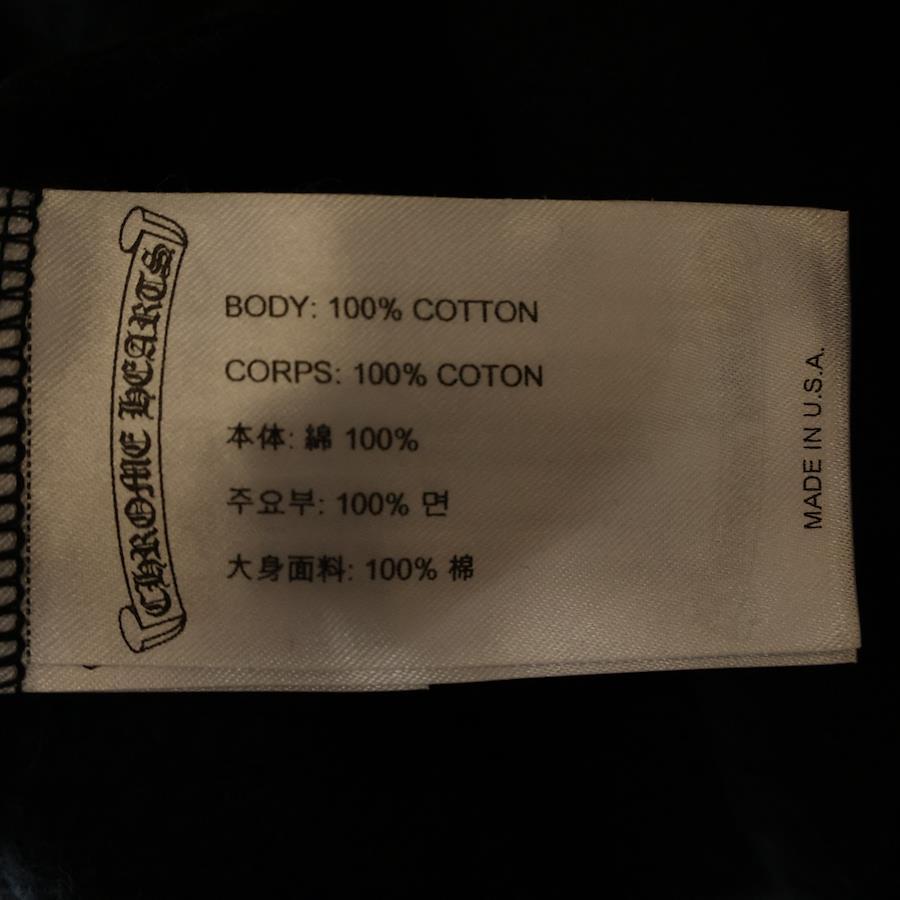 CHROME HEARTS
BODY: 100% COTTON
CORPS: 100% COTON
本体: 綿 100%
주요부: 100% 면
大身面料: 100% 棉
MADE IN U.S.A.